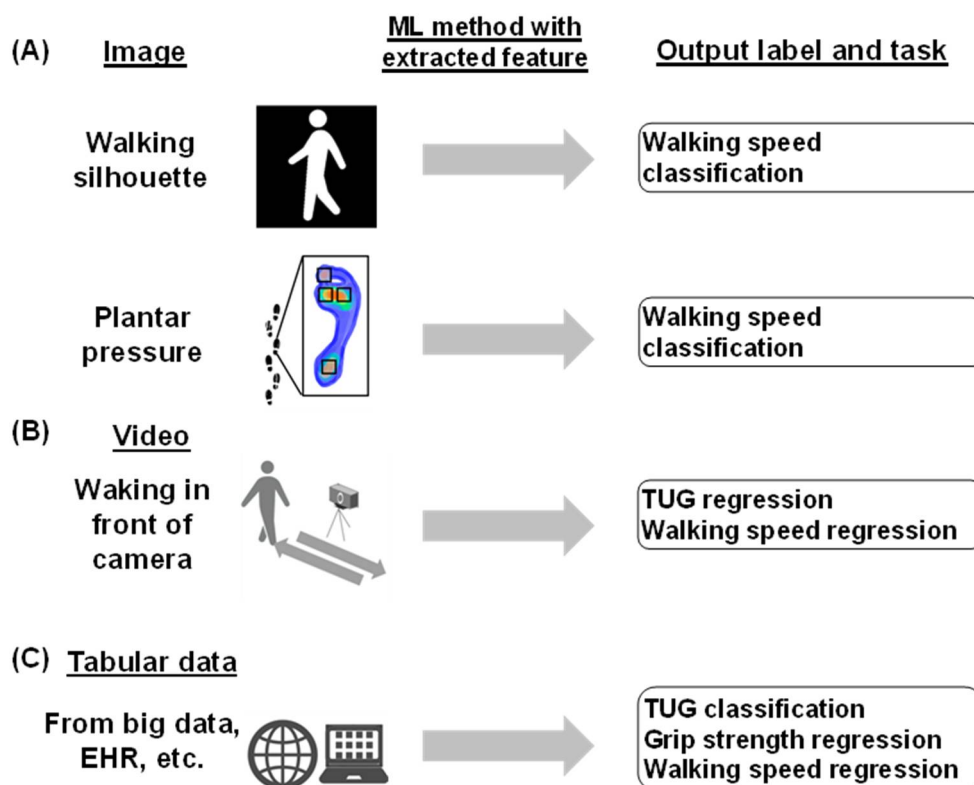 (A) Image
ML method with
extracted feature
Output label and task
Walking
silhouette
Walking speed
classification
Plantar
pressure
Walking speed
classification
(B) Video
Waking in
front of
camera
TUG regression
Walking speed regression
(C) Tabular data
From big data,
EHR, etc.
TUG classification
Grip strength regression
Walking speed regression